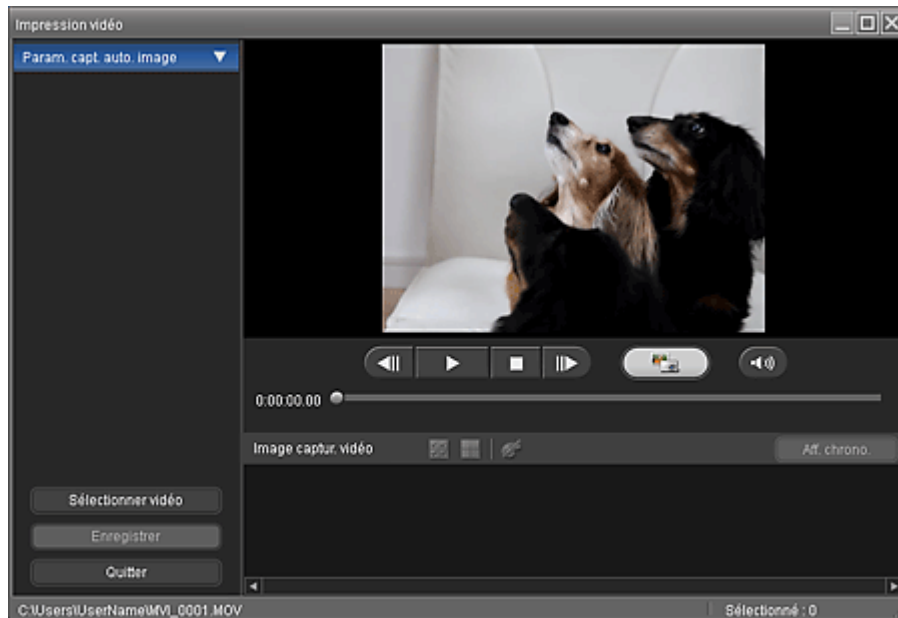 Impression vidéo
Param. capt. auto. image
0:00:00.00
Image captur. vidéo
Aff. chrono.
Sélectionner vidéo
Enregistrer
Quitter
C:\Users\UserName\MVI_0001.MOV
Sélectionné : 0